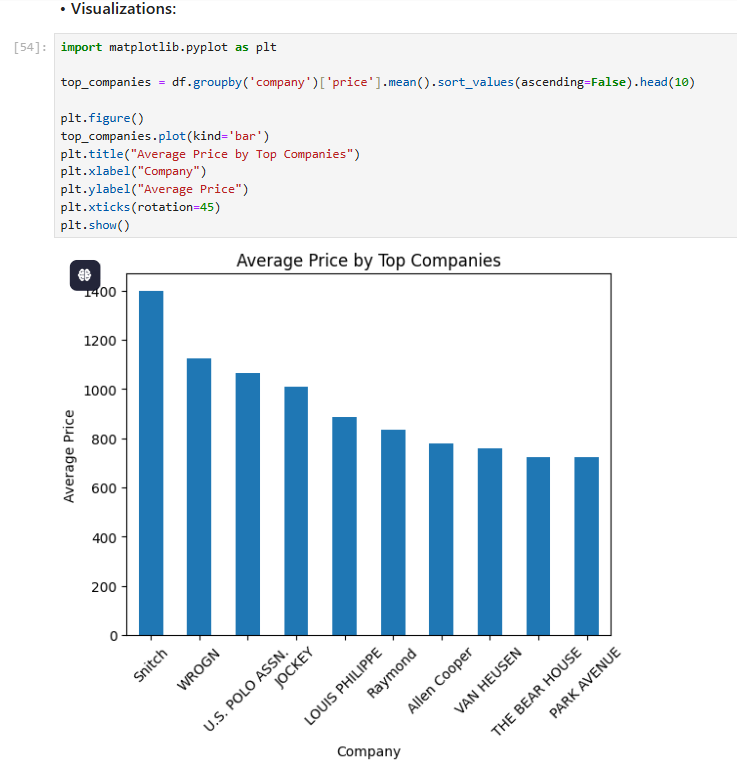 • Visualizations:
[54]:
import matplotlib.pyplot as plt
top_companies = df.groupby('company')['price'].mean().sort_values(ascending=False).head(10)
plt.figure()
top_companies.plot(kind='bar')
plt.title("Average Price by Top Companies")
plt.xlabel("Company")
plt.ylabel("Average Price")
plt.xticks(rotation=45)
plt.show()
Average Price by Top Companies
1400
1200
1000
800
600
400
200
0
Average Price
Snitch
WROGN
U.S. POLO ASSN.
JOCKEY
LOUIS PHILIPPE
Raymond
Allen Cooper
VAN HEUSEN
THE BEAR HOUSE
PARK AVENUE
Company